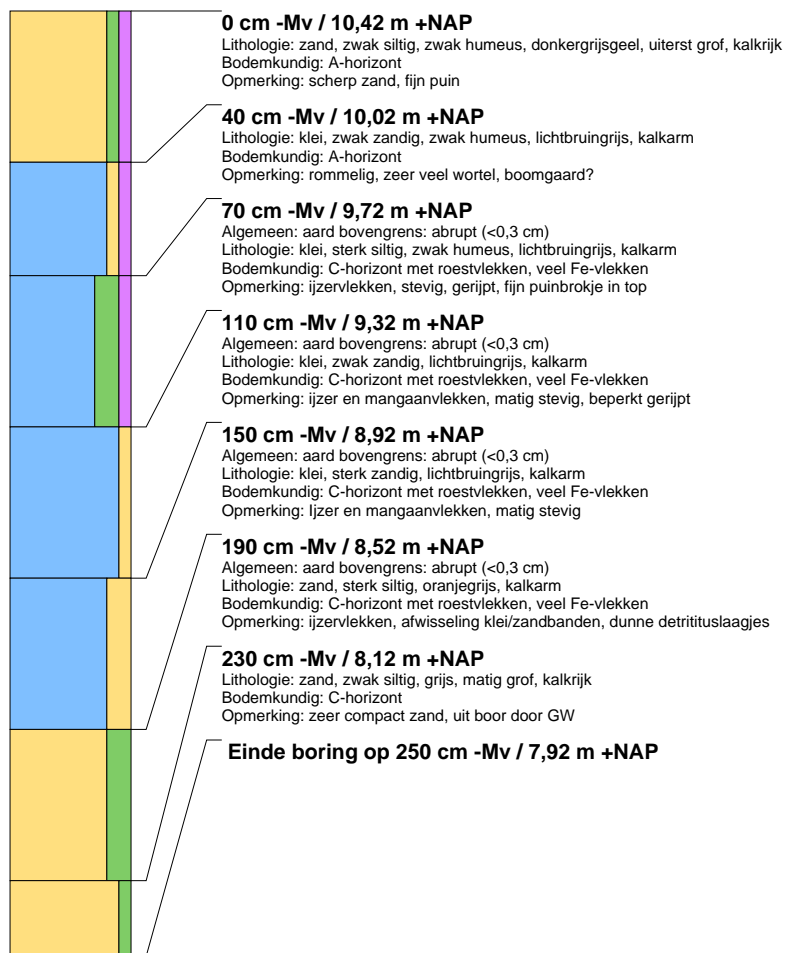 0 cm -Mv / 10,42 m +NAP
Lithologie: zand, zwak siltig, zwak humeus, donkergrijsgeel, uiterst grof, kalkrijk
Bodemkundig: A-horizont
Opmerking: scherp zand, fijn puin
40 cm -Mv / 10,02 m +NAP
Lithologie: klei, zwak zandig, zwak humeus, lichtbruingrijs, kalkarm
Bodemkundig: A-horizont
Opmerking: rommelig, zeer veel wortel, boomgaard?
70 cm -Mv / 9,72 m +NAP
Algemeen: aard bovengrens: abrupt (<0,3 cm)
Lithologie: klei, sterk siltig, zwak humeus, lichtbruingrijs, kalkarm
Bodemkundig: C-horizont met roestvlekken, veel Fe-vlekken
Opmerking: ijzervlekken, stevig, gerijpt, fijn puinbrokje in top
110 cm -Mv / 9,32 m +NAP
Algemeen: aard bovengrens: abrupt (<0,3 cm)
Lithologie: klei, zwak zandig, lichtbruingrijs, kalkarm
Bodemkundig: C-horizont met roestvlekken, veel Fe-vlekken
Opmerking: ijzer en mangaanvlekken, matig stevig, beperkt gerijpt
150 cm -Mv / 8,92 m +NAP
Algemeen: aard bovengrens: abrupt (<0,3 cm)
Lithologie: klei, sterk zandig, lichtbruingrijs, kalkarm
Bodemkundig: C-horizont met roestvlekken, veel Fe-vlekken
Opmerking: Ijzer en mangaanvlekken, matig stevig
190 cm -Mv / 8,52 m +NAP
Algemeen: aard bovengrens: abrupt (<0,3 cm)
Lithologie: zand, sterk siltig, oranjegrijs, kalkarm
Bodemkundig: C-horizont met roestvlekken, veel Fe-vlekken
Opmerking: ijzervlekken, afwisseling klei/zandbanden, dunne detritituslaagjes
230 cm -Mv / 8,12 m +NAP
Lithologie: zand, zwak siltig, grijs, matig grof, kalkrijk
Bodemkundig: C-horizont
Opmerking: zeer compact zand, uit boor door GW
Einde boring op 250 cm -Mv / 7,92 m +NAP